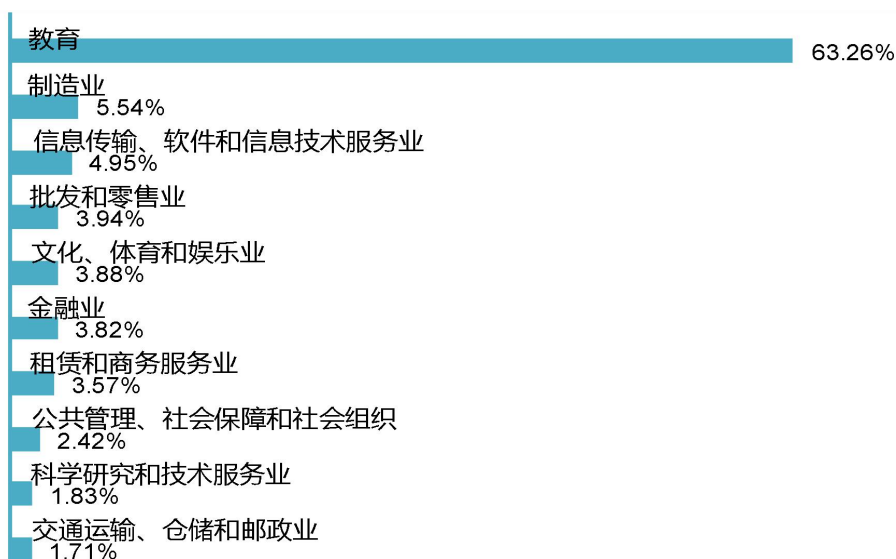 教育
63.26%
制造业
5.54%
信息传输、软件和信息技术服务业
4.95%
批发和零售业
3.94%
文化、体育和娱乐业
3.88%
金融业
3.82%
租赁和商务服务业
3.57%
公共管理、社会保障和社会组织
2.42%
科学研究和技术服务业
1.83%
交通运输、仓储和邮政业
1.71%